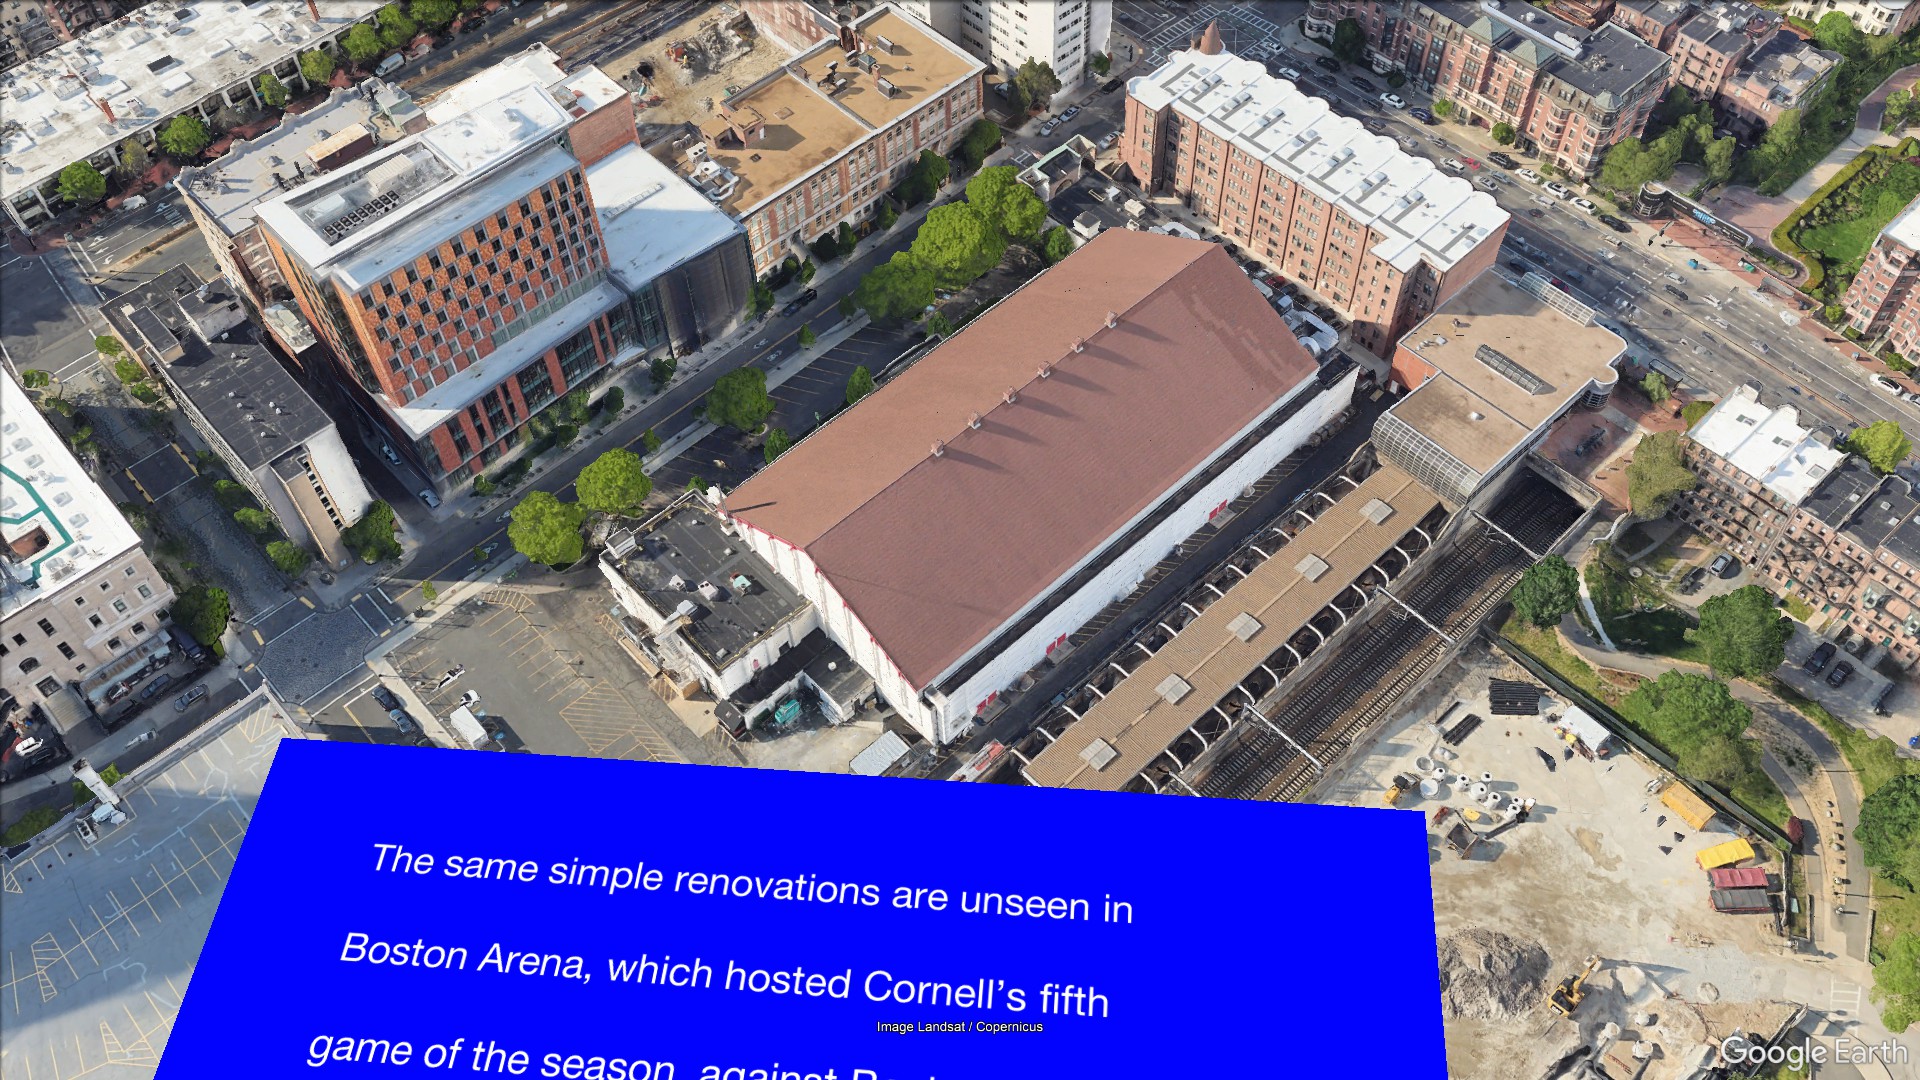 The same simple renovations are unseen in
Boston Arena, which hosted Cornell's fifth
game of the season, against
Image Landsat / Copernicus
Google Earth